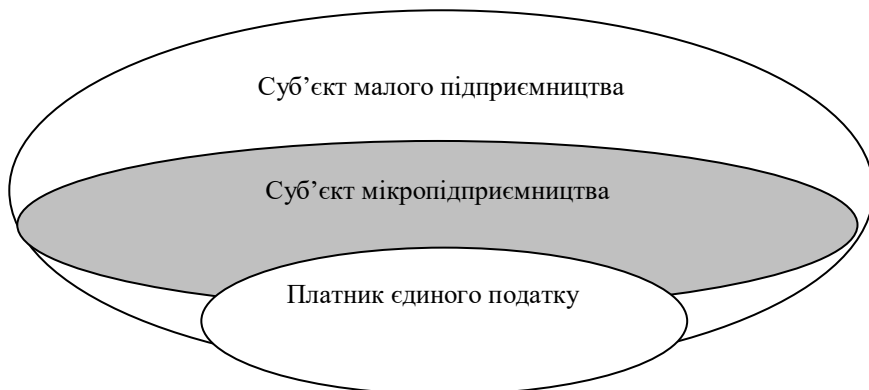 Суб’єкт малого підприємництва
Суб’єкт мікропідприємництва
Платник єдиного податку